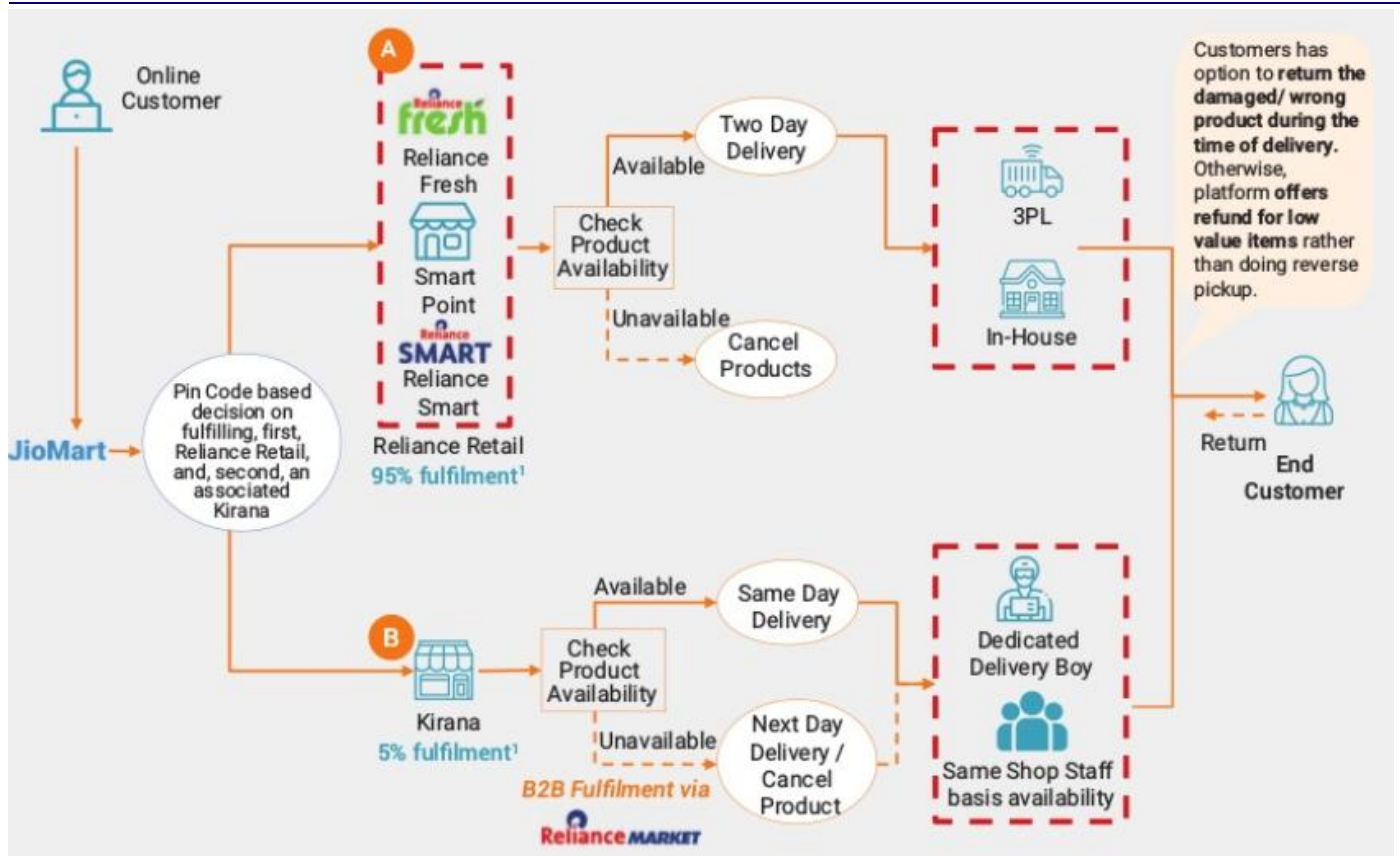 Online
Customer
JioMart
Pin Code based
decision on
fulfilling, first,
Reliance Retail,
and, second, an
associated
Kirana
A
Reliance
fresh
Reliance
Fresh
Smart
Point
Reliance
SMART
Reliance
Smart
Reliance Retail
95% fulfilment¹
Check
Product
Availability
Available
Two Day
Delivery
Unavailable
Cancel
Products
3PL
In-House
Customers has
option to return the
damaged/ wrong
product during the
time of delivery.
Otherwise,
platform offers
refund for low
value items rather
than doing reverse
pickup.
Return
End
Customer
B
Kirana
5% fulfilment¹
Check
Product
Availability
Available
Same Day
Delivery
Unavailable
Next Day
Delivery /
Cancel
Product
B2B Fulfilment via
Reliance MARKET
Dedicated
Delivery Boy
Same Shop Staff
basis availability